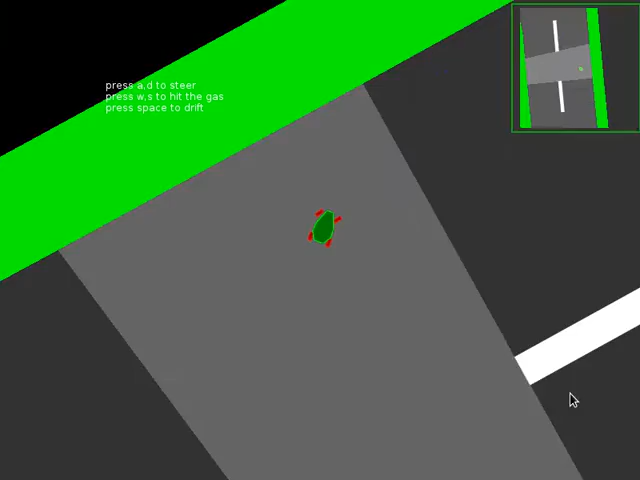 press a,d to steer
press w,s to hit the gas
press space to drift